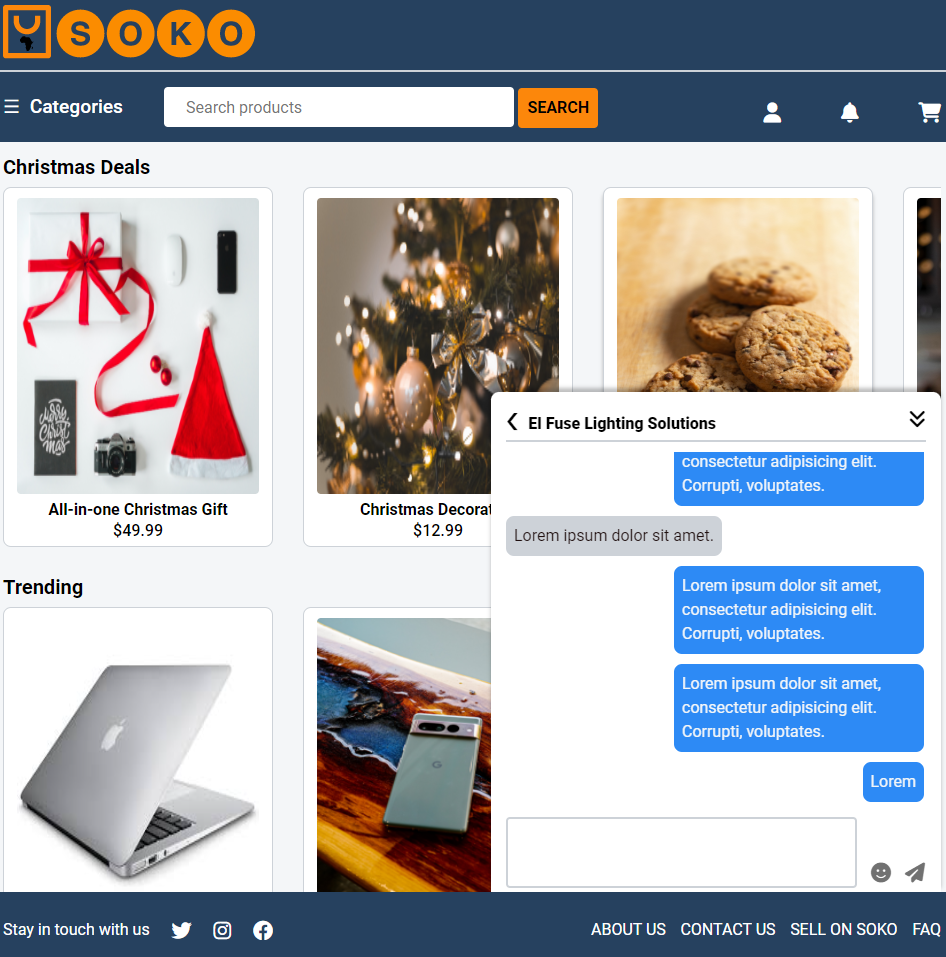 SOKO
☰ Categories
Search products
SEARCH
Christmas Deals
Merry
Christ
mas
All-in-one Christmas Gift
$49.99
Christmas Decorat
$12.99
Trending
El Fuse Lighting Solutions
consectetur adipisicing elit.
Corrupti, voluptates.
Lorem ipsum dolor sit amet.
Lorem ipsum dolor sit amet,
consectetur adipisicing elit.
Corrupti, voluptates.
Lorem ipsum dolor sit amet,
consectetur adipisicing elit.
Corrupti, voluptates.
Lorem
Stay in touch with us
ABOUT US CONTACT US SELL ON SOKO FAQ